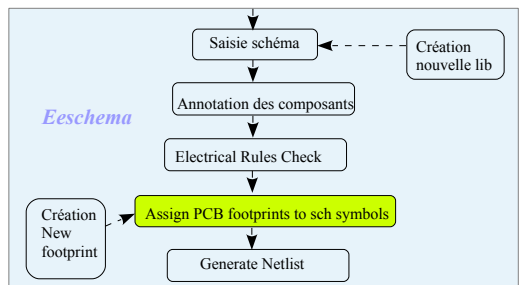 Saisie schéma
Création
nouvelle lib
Annotation des composants
Eeschema
Electrical Rules Check
Création
New
footprint
Assign PCB footprints to sch symbols
Generate Netlist